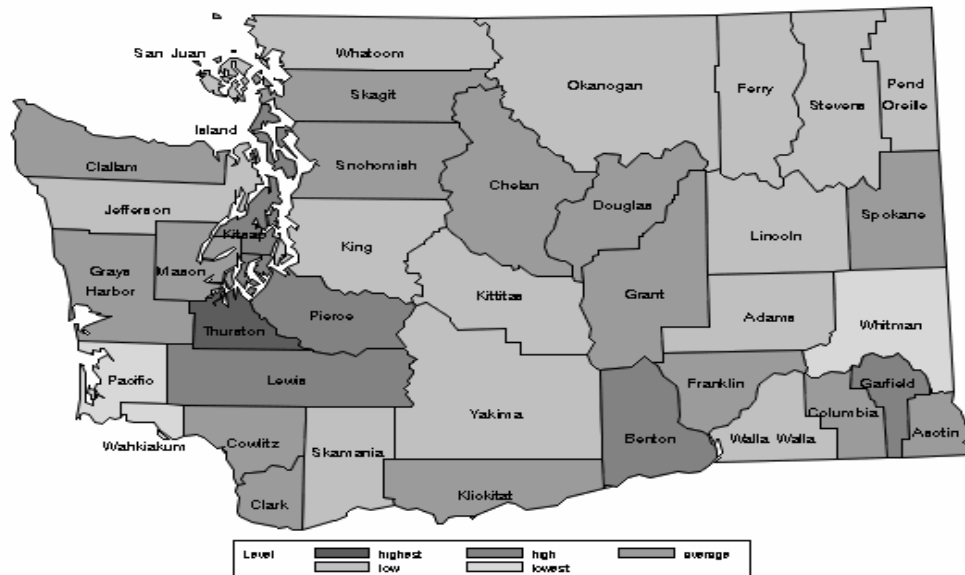 San Juan
Whatcom
Okanogan
Ferry
Stevens
Pend
Oreille
Skagit
Island
Snohomish
Clallam
Chelan
Douglas
Spokane
Jefferson
Kitsap
King
Lincoln
Grays
Harbor
Mason
Kittitas
Grant
Adams
Whitman
Thurston
Pierce
Pacific
Lewis
Franklin
Garfield
Columbia
Yakima
Wahkiakum
Cowlitz
Skamania
Benton
Walla Walla
Asotin
Clark
Klickitat
Level highest high average
low lowest